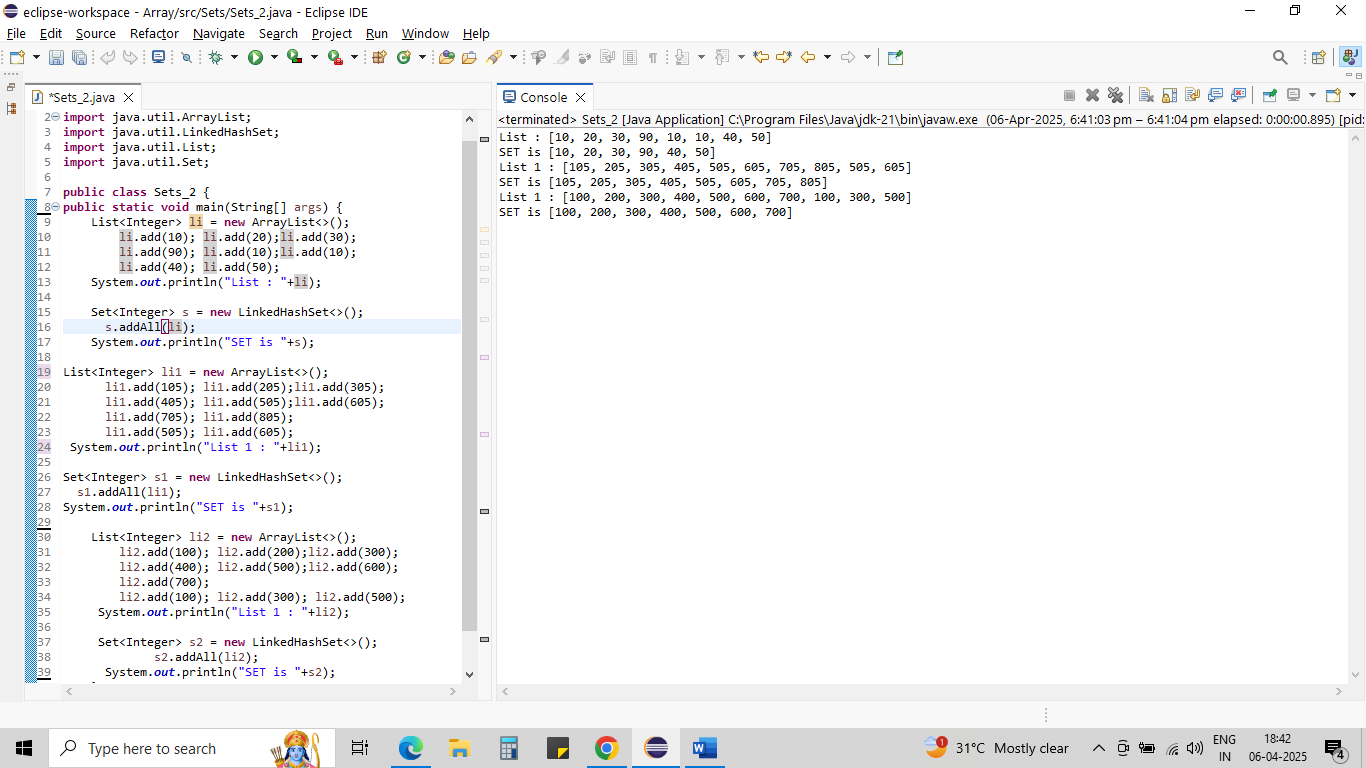 eclipse-workspace - Array/src/Sets/Sets_2.java - Eclipse IDE
File Edit Source Refactor Navigate Search Project Run Window Help
*Sets_2.java
2 import java.util.ArrayList;
3 import java.util.LinkedHashSet;
4 import java.util.List;
5 import java.util.Set;
6
7 public class Sets_2 {
8 public static void main(String[] args) {
9 List<Integer> li = new ArrayList<>();
10 li.add(10); li.add(20);li.add(30);
11 li.add(90); li.add(10);li.add(10);
12 li.add(40); li.add(50);
13 System.out.println("List : "+li);
14
15 Set<Integer> s = new LinkedHashSet<>();
16 s.addAll(li);
17 System.out.println("SET is "+s);
18
19 List<Integer> li1 = new ArrayList<>();
20 li1.add(105); li1.add(205);li1.add(305);
21 li1.add(405); li1.add(505);li1.add(605);
22 li1.add(705); li1.add(805);
23 li1.add(505); li1.add(605);
24 System.out.println("List 1 : "+li1);
25
26 Set<Integer> s1 = new LinkedHashSet<>();
27 s1.addAll(li1);
28 System.out.println("SET is "+s1);
29
30 List<Integer> li2 = new ArrayList<>();
31 li2.add(100); li2.add(200);li2.add(300);
32 li2.add(400); li2.add(500);li2.add(600);
33 li2.add(700);
34 li2.add(100); li2.add(300); li2.add(500);
35 System.out.println("List 1 : "+li2);
36
37 Set<Integer> s2 = new LinkedHashSet<>();
38 s2.addAll(li2);
39 System.out.println("SET is "+s2);
Console
<terminated> Sets_2 [Java Application] C:\Program Files\Java\jdk-21\bin\javaw.exe (06-Apr-2025, 6:41:03 pm – 6:41:04 pm elapsed: 0:00:00.895) [pid:
List : [10, 20, 30, 90, 10, 10, 40, 50]
SET is [10, 20, 30, 90, 40, 50]
List 1 : [105, 205, 305, 405, 505, 605, 705, 805, 505, 605]
SET is [105, 205, 305, 405, 505, 605, 705, 805]
List 1 : [100, 200, 300, 400, 500, 600, 700, 100, 300, 500]
SET is [100, 200, 300, 400, 500, 600, 700]
Type here to search
1
31°C Mostly clear
ENG
IN
18:42
06-04-2025
4